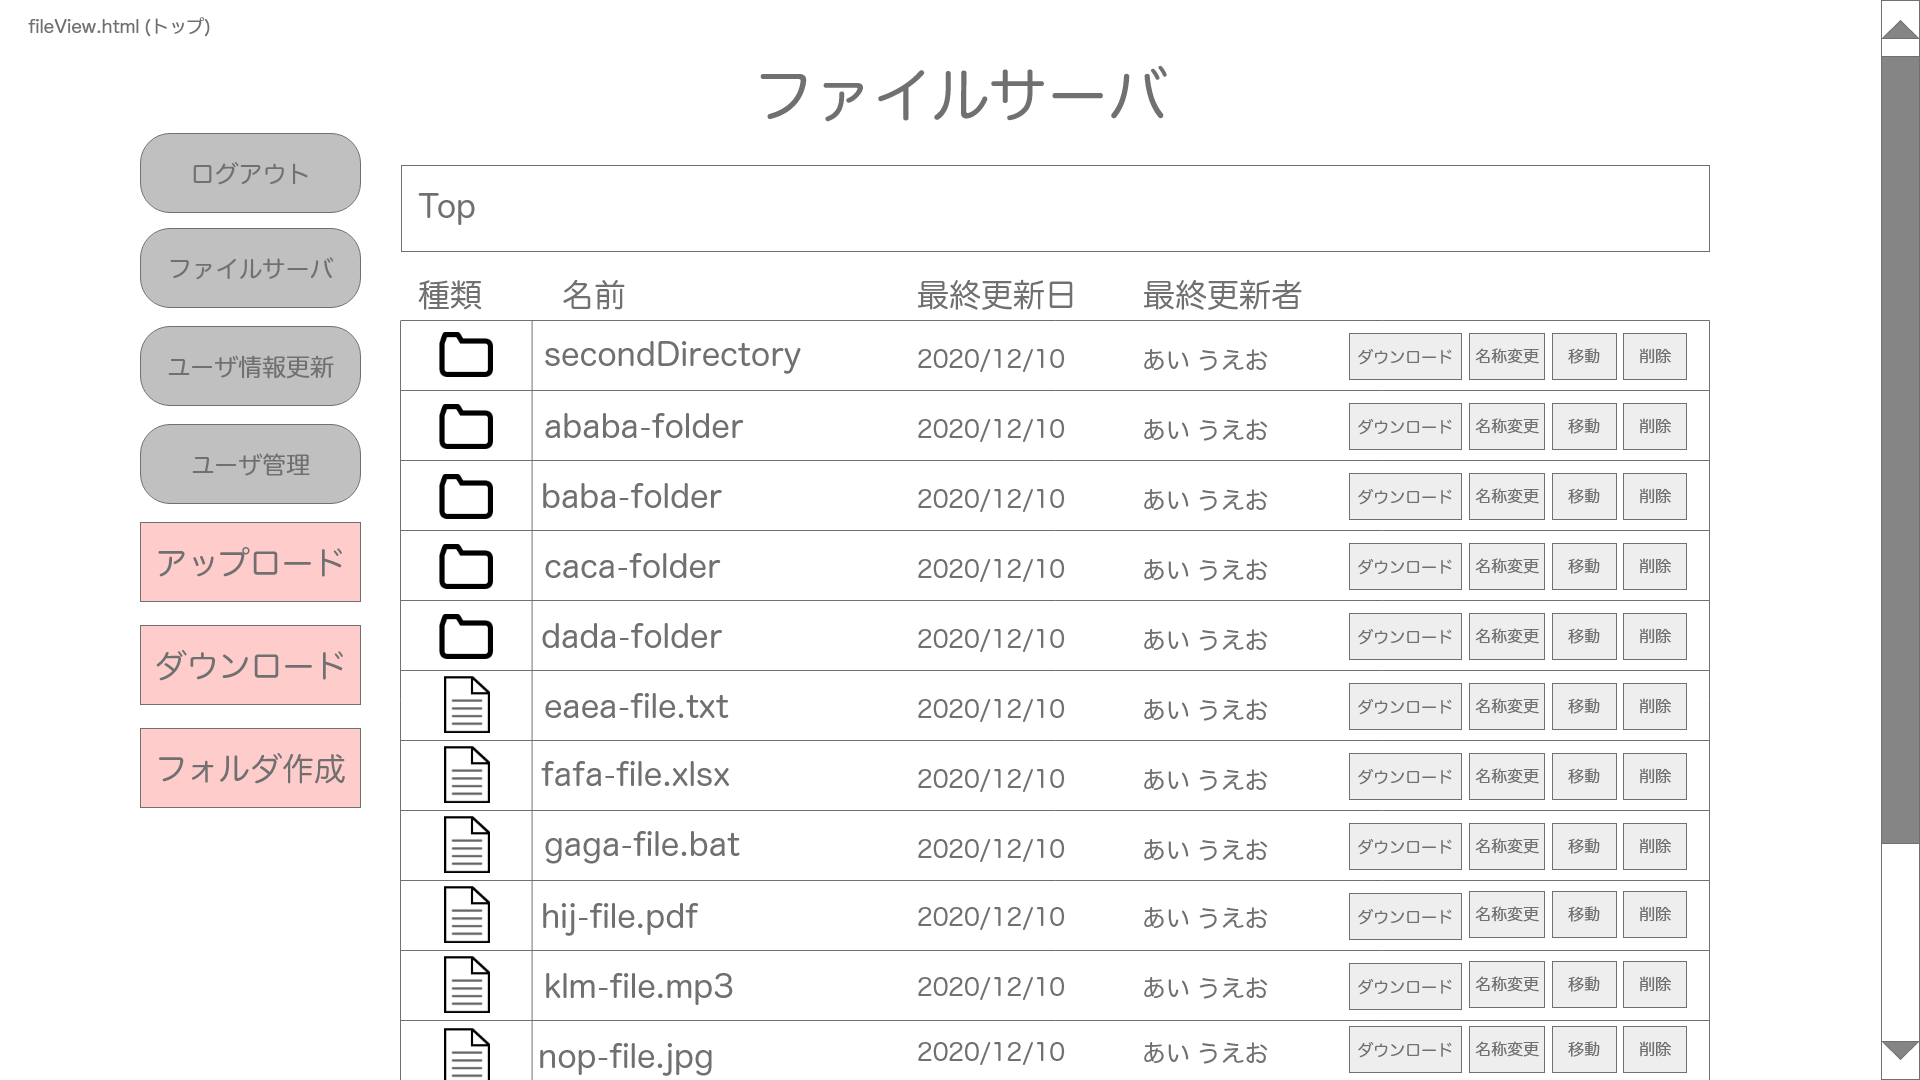 fileView.html (トップ)
ファイルサーバ
ログアウト
ファイルサーバ
ユーザ情報更新
ユーザ管理
アップロード
ダウンロード
フォルダ作成
Top
種類 名前 最終更新日 最終更新者
secondDirectory 2020/12/10 あい うえお ダウンロード 名称変更 移動 削除
ababa-folder 2020/12/10 あい うえお ダウンロード 名称変更 移動 削除
baba-folder 2020/12/10 あい うえお ダウンロード 名称変更 移動 削除
caca-folder 2020/12/10 あい うえお ダウンロード 名称変更 移動 削除
dada-folder 2020/12/10 あい うえお ダウンロード 名称変更 移動 削除
eaea-file.txt 2020/12/10 あい うえお ダウンロード 名称変更 移動 削除
fafa-file.xlsx 2020/12/10 あい うえお ダウンロード 名称変更 移動 削除
gaga-file.bat 2020/12/10 あい うえお ダウンロード 名称変更 移動 削除
hij-file.pdf 2020/12/10 あい うえお ダウンロード 名称変更 移動 削除
klm-file.mp3 2020/12/10 あい うえお ダウンロード 名称変更 移動 削除
nop-file.jpg 2020/12/10 あい うえお ダウンロード 名称変更 移動 削除